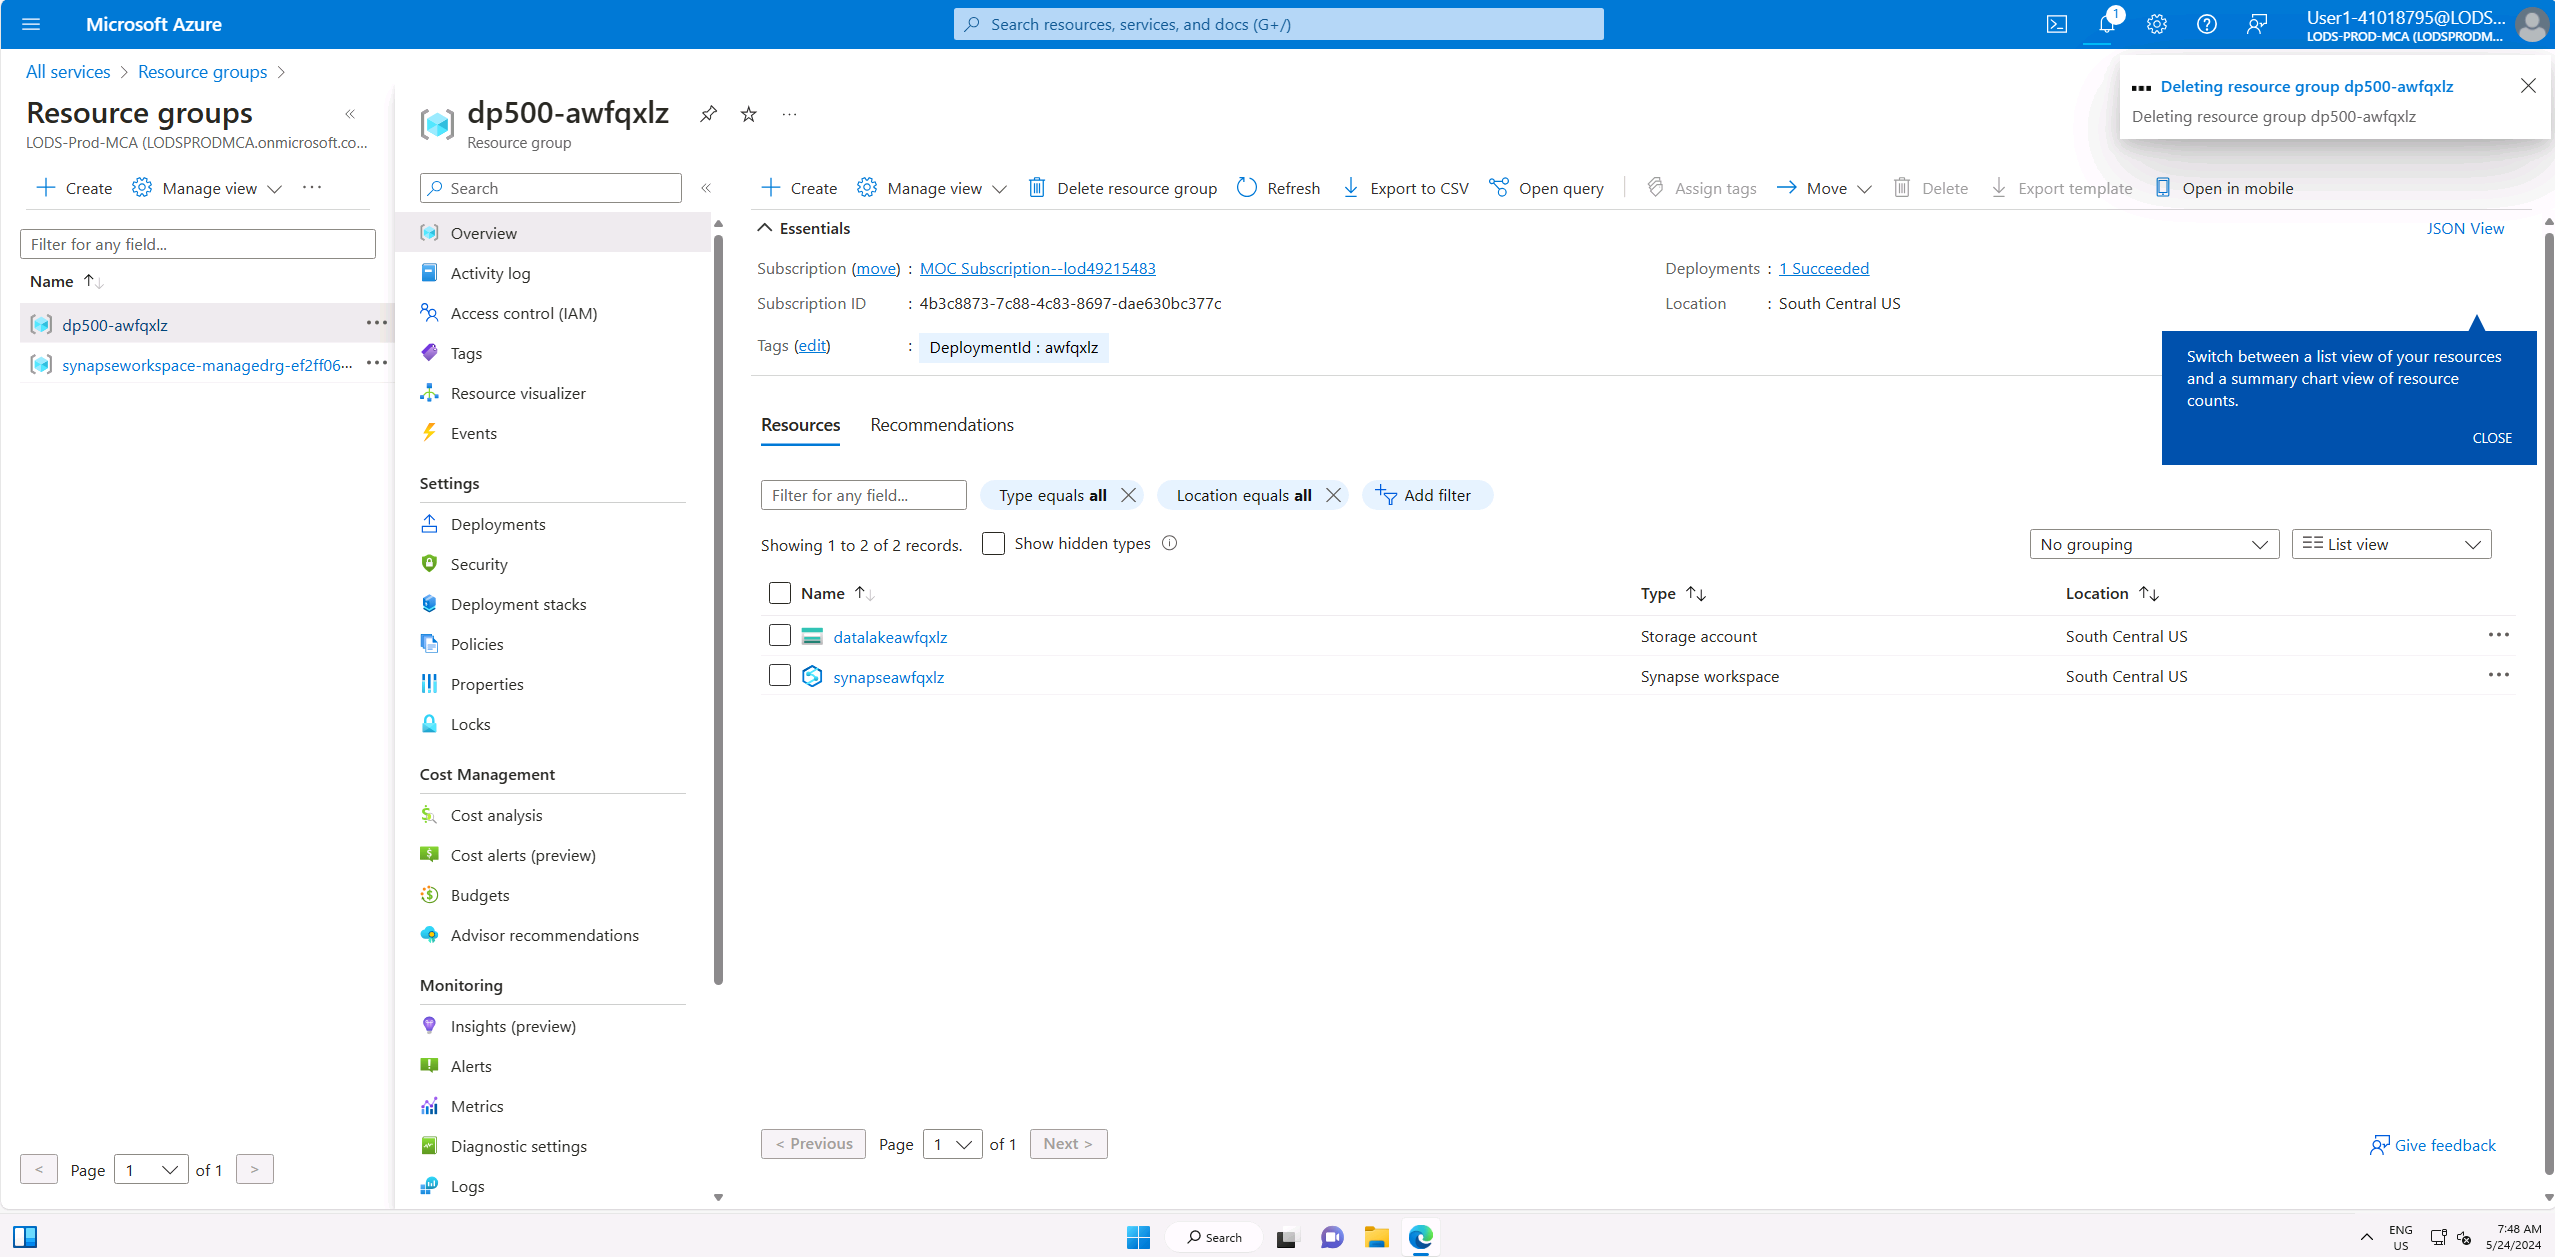 Microsoft Azure
Search resources, services, and docs (G+/)
1
User1-41018795@LODS...
LODS-PROD-MCA (LODSPRODM...
All services > Resource groups >
Deleting resource group dp500-awfqxlz
Deleting resource group dp500-awfqxlz
Resource groups
LODS-Prod-MCA (LODSPRODMCA.onmicrosoft.co...
Create
Manage view
Filter for any field...
Name
dp500-awfqxlz
synapseworkspace-managedrg-ef2ff06...
< Page 1 of 1 >
dp500-awfqxlz
Resource group
Search
Overview
Activity log
Access control (IAM)
Tags
Resource visualizer
Events
Settings
Deployments
Security
Deployment stacks
Policies
Properties
Locks
Cost Management
Cost analysis
Cost alerts (preview)
Budgets
Advisor recommendations
Monitoring
Insights (preview)
Alerts
Metrics
Diagnostic settings
Logs
Create Manage view Delete resource group Refresh Export to CSV Open query Assign tags Move Delete Export template Open in mobile
Essentials
JSON View
Subscription (move) : MOC Subscription--lod49215483
Deployments : 1 Succeeded
Subscription ID : 4b3c8873-7c88-4c83-8697-dae630bc377c
Location : South Central US
Tags (edit) : DeploymentId : awfqxlz
Switch between a list view of your resources
and a summary chart view of resource
counts.
CLOSE
Resources Recommendations
Filter for any field... Type equals all Location equals all Add filter
Showing 1 to 2 of 2 records. Show hidden types
No grouping List view
Name Type Location
datalakeawfqxlz Storage account South Central US
synapseawfqxlz Synapse workspace South Central US
< Previous Page 1 of 1 Next >
Give feedback
Search
ENG
US
7:48 AM
5/24/2024